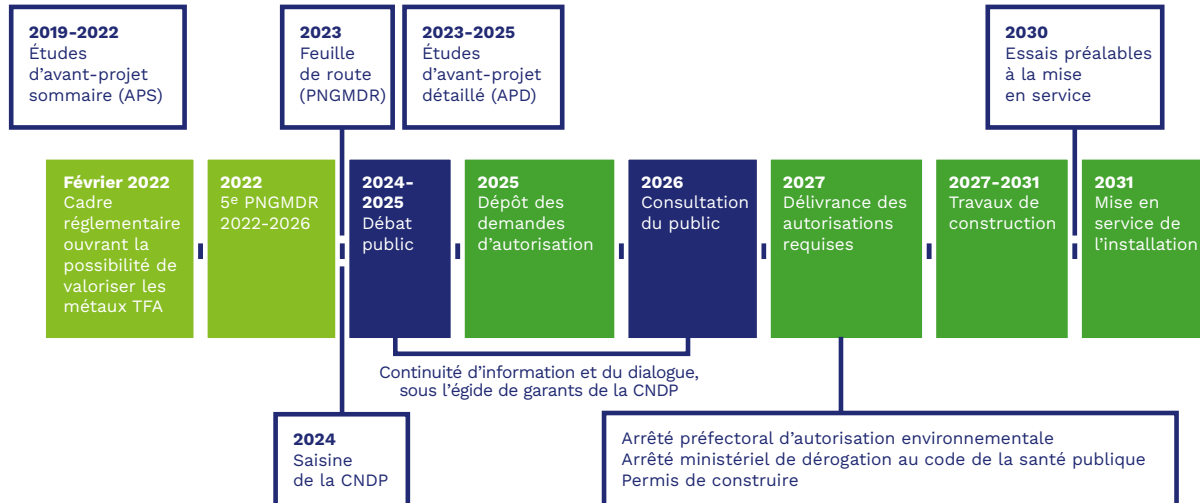 2019-2022
Études
d’avant-projet
sommaire (APS)
2023
Feuille
de route
(PNGMDR)
2023-2025
Études
d’avant-projet
détaillé (APD)
2030
Essais préalables
à la mise
en service
Février 2022
Cadre
réglementaire
ouvrant la
possibilité de
valoriser les
métaux TFA
2022
5e PNGMDR
2022-2026
2024-
2025
Débat
public
2025
Dépôt des
demandes
d’autorisation
2026
Consultation
du public
2027
Délivrance des
autorisations
requises
2027-2031
Travaux de
construction
2031
Mise en
service de
l’installation
Continuité d’information et du dialogue,
sous l’égide de garants de la CNDP
2024
Saisine
de la CNDP
Arrêté préfectoral d’autorisation environnementale
Arrêté ministériel de dérogation au code de la santé publique
Permis de construire